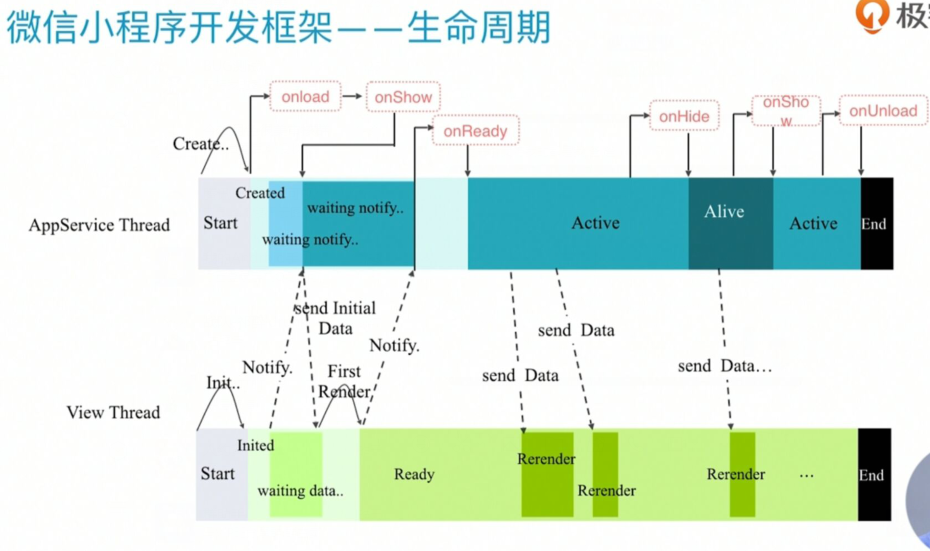 微信小程序开发框架——生命周期
极客
onload
onShow
onReady
onHide
onSho
w
onUnload
Create..
AppService Thread
Start
Created
waiting notify..
waiting notify..
Active
Alive
Active
End
send Initial
Data
Notify.
Notify.
First
Render
send Data
send Data
send Data…
Init..
View Thread
Start
Inited
waiting data..
Ready
Rerender
Rerender
Rerender
…
End